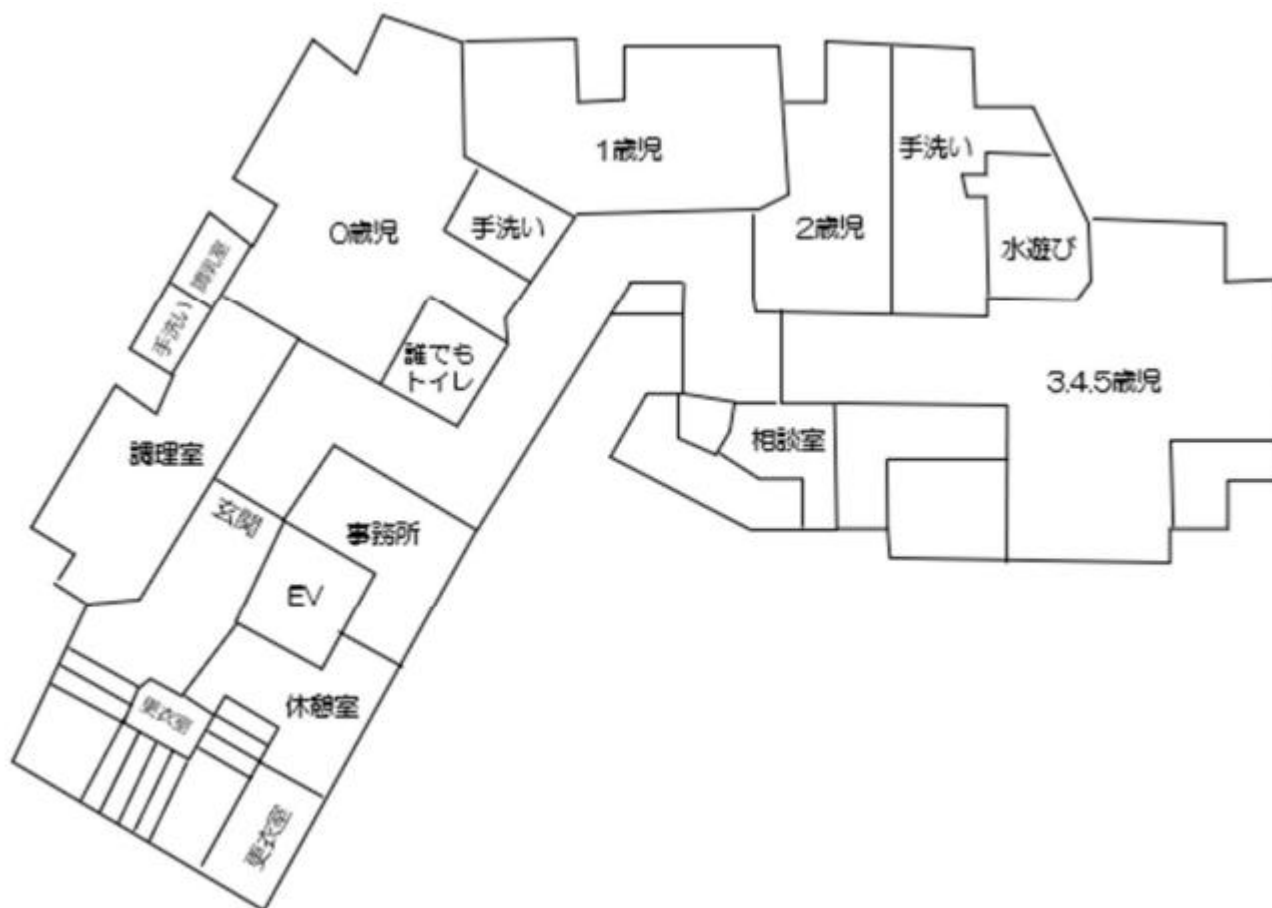 1歳児
手洗い
0歳児
手洗い
2歳児
水遊び
調乳室
手洗い
誰でも
トイレ
3,4,5歳児
調理室
相談室
玄関
事務所
EV
休憩室
更衣室
更衣室